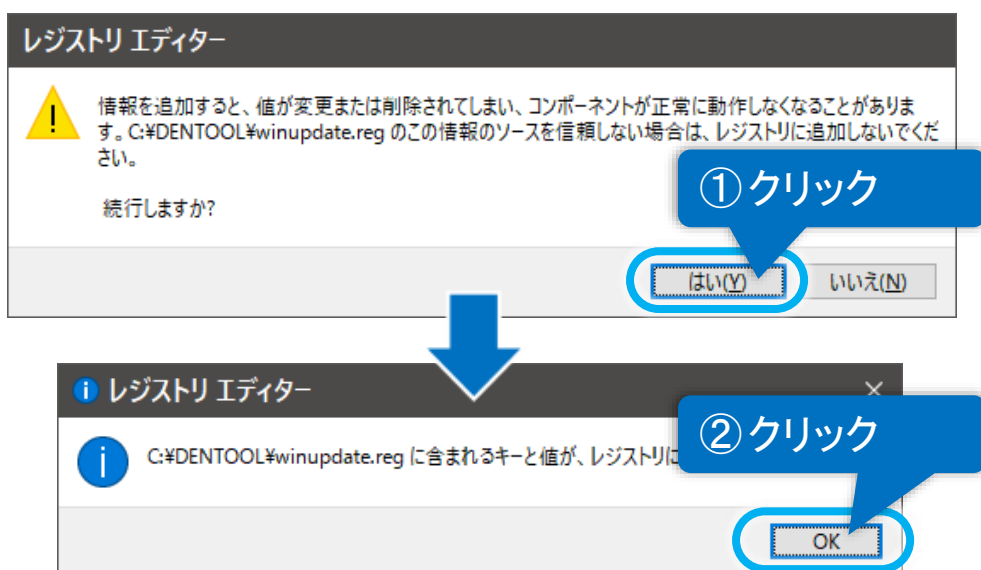 レジストリ エディター
情報を追加すると、値が変更または削除されてしまい、コンポーネントが正常に動作しなくなることがありま
す。C:¥DENTOOL¥winupdate.reg のこの情報のソースを信頼しない場合は、レジストリに追加しないでくだ
さい。
①クリック
続行しますか?
はい(Y)
いいえ(N)
レジストリ エディター
②クリック
C:¥DENTOOL¥winupdate.reg に含まれるキーと値が、レジストリに
OK